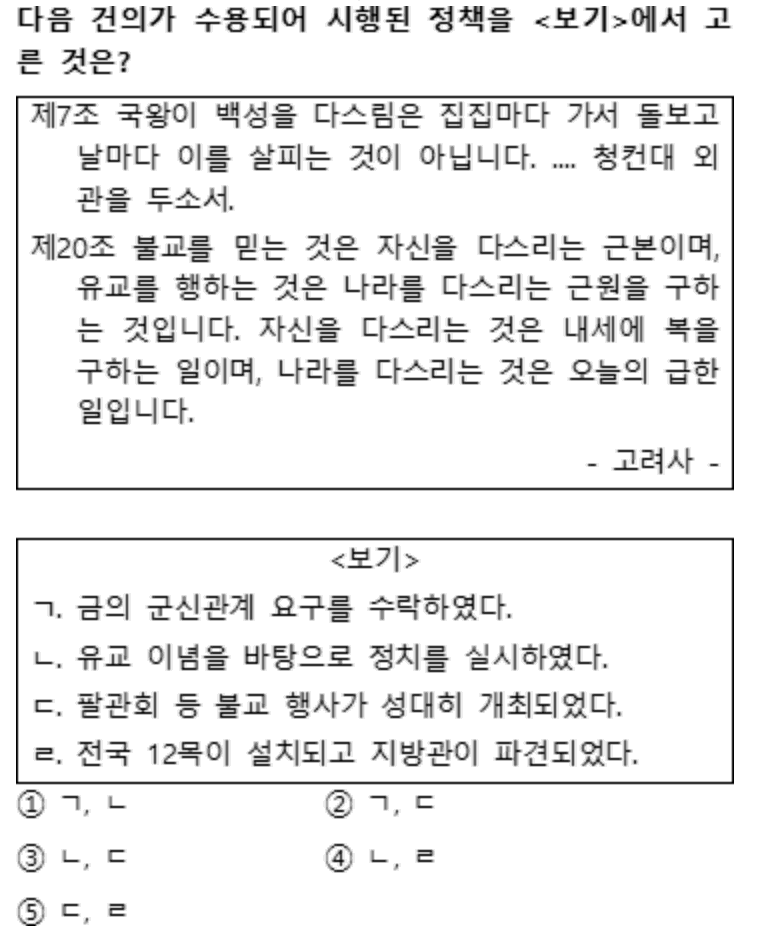 다음 건의가 수용되어 시행된 정책을 <보기>에서 고
른 것은?
제7조 국왕이 백성을 다스림은 집집마다 가서 돌보고
날마다 이를 살피는 것이 아닙니다. .... 청컨대 외
관을 두소서.
제20조 불교를 믿는 것은 자신을 다스리는 근본이며,
유교를 행하는 것은 나라를 다스리는 근원을 구하
는 것입니다. 자신을 다스리는 것은 내세에 복을
구하는 일이며, 나라를 다스리는 것은 오늘의 급한
일입니다.
- 고려사 -
<보기>
ㄱ. 금의 군신관계 요구를 수락하였다.
ㄴ. 유교 이념을 바탕으로 정치를 실시하였다.
ㄷ. 팔관회 등 불교 행사가 성대히 개최되었다.
ㄹ. 전국 12목이 설치되고 지방관이 파견되었다.
① ㄱ, ㄴ ② ㄱ, ㄷ
③ ㄴ, ㄷ ④ ㄴ, ㄹ
⑤ ㄷ, ㄹ